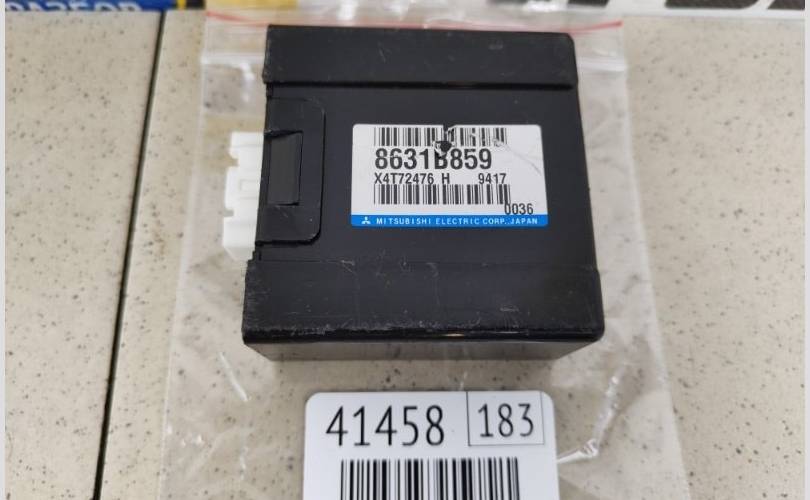 8631B859
X4T72476 H 9417
0036
MITSUBISHI ELECTRIC CORP. JAPAN
41458 183